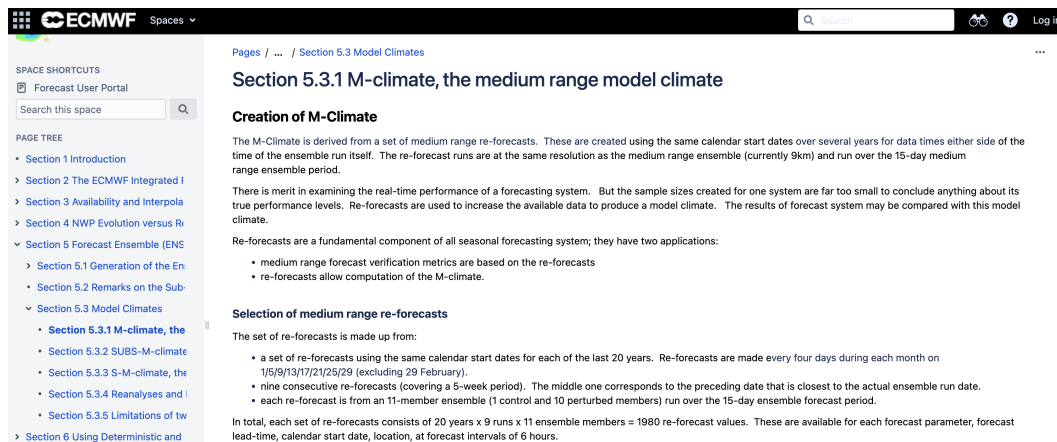 ECMWF Spaces Search ? Log in
Pages / ... / Section 5.3 Model Climates
...
SPACE SHORTCUTS
Forecast User Portal
Search this space
PAGE TREE
Section 1 Introduction
Section 2 The ECMWF Integrated F
Section 3 Availability and Interpola
Section 4 NWP Evolution versus Re
Section 5 Forecast Ensemble (ENS
Section 5.1 Generation of the En
Section 5.2 Remarks on the Sub-
Section 5.3 Model Climates
Section 5.3.1 M-climate, the
Section 5.3.2 SUBS-M-climate
Section 5.3.3 S-M-climate, the
Section 5.3.4 Reanalyses and
Section 5.3.5 Limitations of tw
Section 6 Using Deterministic and
Section 5.3.1 M-climate, the medium range model climate
Creation of M-Climate
The M-Climate is derived from a set of medium range re-forecasts. These are created using the same calendar start dates over several years for data times either side of the
time of the ensemble run itself. The re-forecast runs are at the same resolution as the medium range ensemble (currently 9km) and run over the 15-day medium
range ensemble period.
There is merit in examining the real-time performance of a forecasting system. But the sample sizes created for one system are far too small to conclude anything about its
true performance levels. Re-forecasts are used to increase the available data to produce a model climate. The results of forecast system may be compared with this model
climate.
Re-forecasts are a fundamental component of all seasonal forecasting system; they have two applications:
• medium range forecast verification metrics are based on the re-forecasts
• re-forecasts allow computation of the M-climate.
Selection of medium range re-forecasts
The set of re-forecasts is made up from:
• a set of re-forecasts using the same calendar start dates for each of the last 20 years. Re-forecasts are made every four days during each month on
1/5/9/13/17/21/25/29 (excluding 29 February).
• nine consecutive re-forecasts (covering a 5-week period). The middle one corresponds to the preceding date that is closest to the actual ensemble run date.
• each re-forecast is from an 11-member ensemble (1 control and 10 perturbed members) run over the 15-day ensemble forecast period.
In total, each set of re-forecasts consists of 20 years x 9 runs x 11 ensemble members = 1980 re-forecast values. These are available for each forecast parameter, forecast
lead-time, calendar start date, location, at forecast intervals of 6 hours.